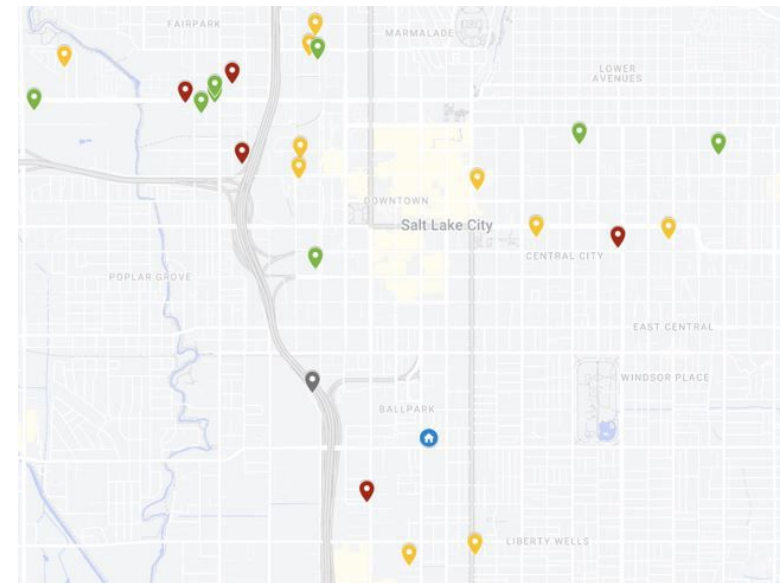 FAIRPARK
MARMALADE
LOWER
AVENUES
DOWNTOWN
Salt Lake City
CENTRAL CITY
POPLAR GROVE
EAST CENTRAL
WINDSOR PLACE
BALLPARK
LIBERTY WELLS